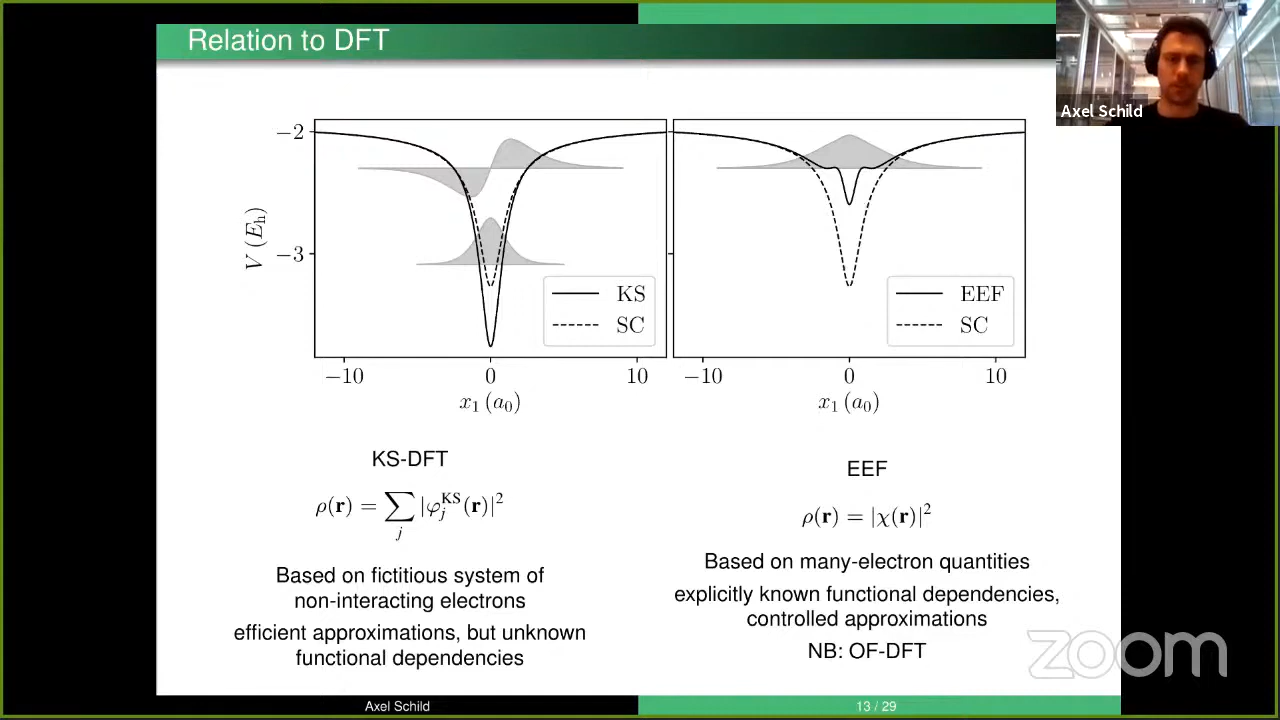 Relation to DFT
Axel Schild
−2
−3
V (E_h)
KS
SC
−10
0
10
x_1 (a_0)
EEF
SC
−10
0
10
x_1 (a_0)
KS-DFT
ρ(r) = ∑_j |φ_j^KS(r)|^2
Based on fictitious system of
non-interacting electrons
efficient approximations, but unknown
functional dependencies
EEF
ρ(r) = |χ(r)|^2
Based on many-electron quantities
explicitly known functional dependencies,
controlled approximations
NB: OF-DFT
zoom
Axel Schild
13 / 29